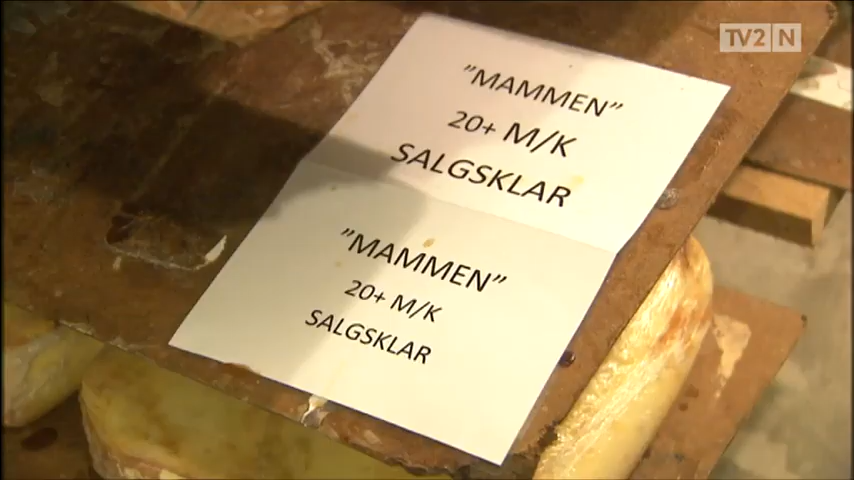 TV2|N
"MAMMEN"
20+ M/K
SALGSKLAR
"MAMMEN"
20+ M/K
SALGSKLAR